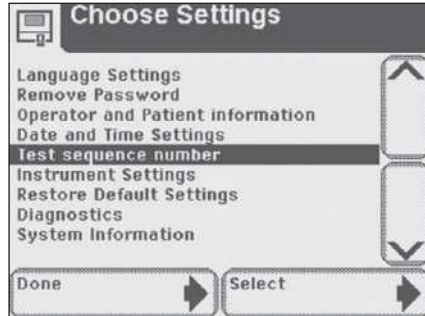 Choose Settings
Language Settings
Remove Password
Operator and Patient information
Date and Time Settings
Test sequence number
Instrument Settings
Restore Default Settings
Diagnostics
System Information
Done
Select